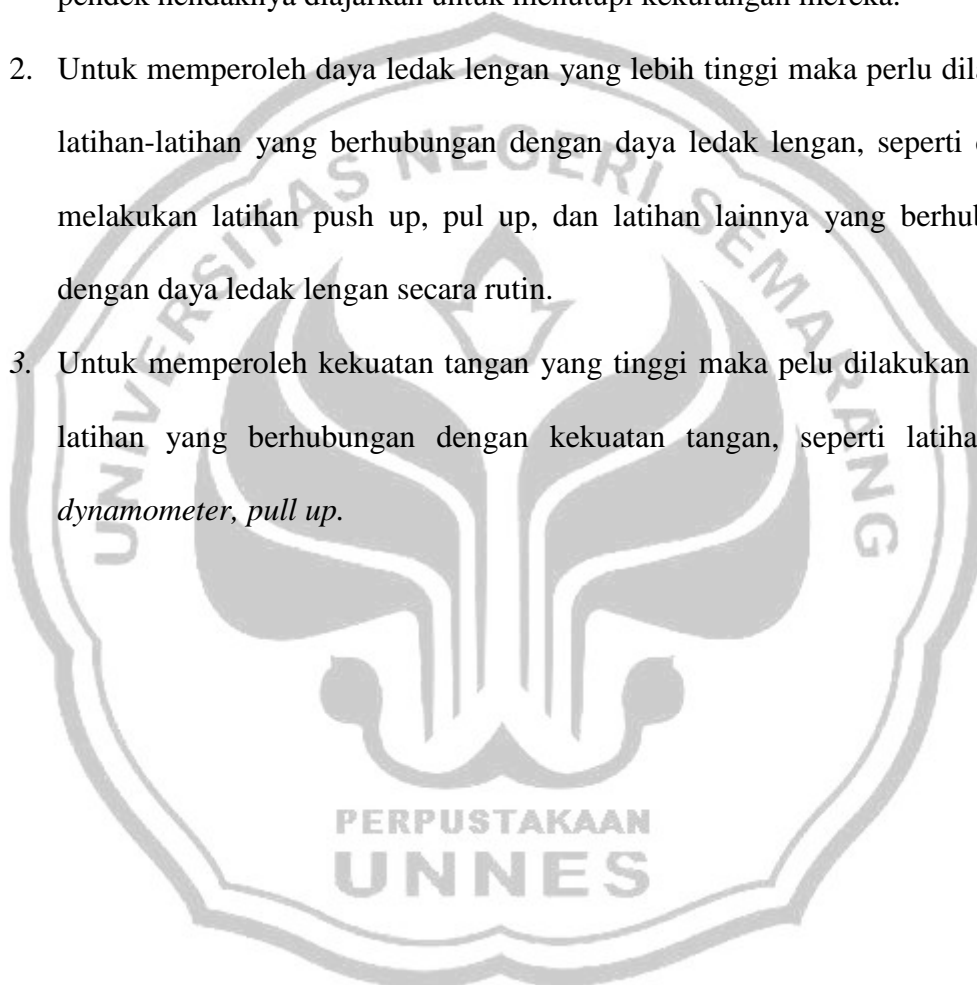 pendek hendaknya diajarkan untuk menutupi kekurangan mereka.
2. Untuk memperoleh daya ledak lengan yang lebih tinggi maka perlu
latihan-latihan yang berhubungan dengan daya ledak lengan, seperti
melakukan latihan push up, pul up, dan latihan lainnya yang
dengan daya ledak lengan secara rutin.
3. Untuk memperoleh kekuatan tangan yang tinggi maka pelu dilakukan
latihan yang berhubungan dengan kekuatan tangan, seperti
dynamometer, pull up.
UNIVERSITAS NEGERI SEMARANG
PERPUSTAKAAN
UNNES